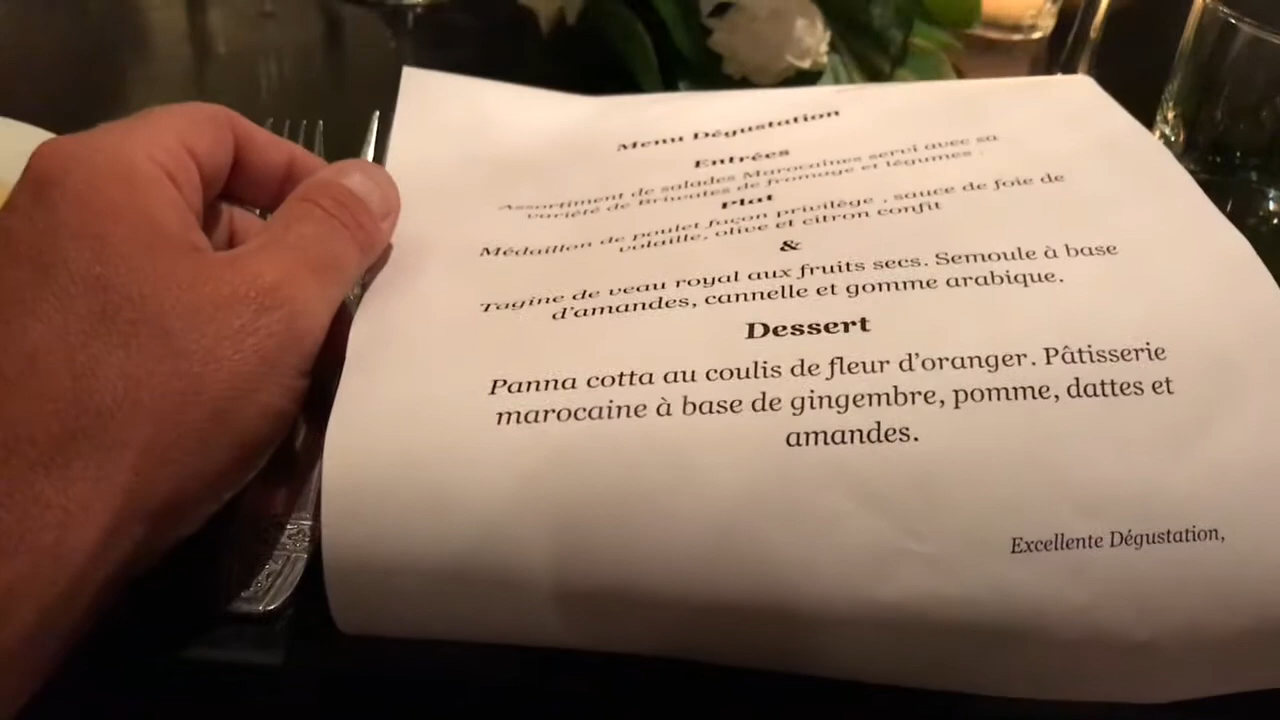 Menu Dégustation
Entrées
Assortiment de salades Marocaines servi avec sa
variété de Briwates de fromage et légumes .
Plat
Médaillon de poulet façon privilège , sauce de foie de
volaille, olive et citron confit
&
Tagine de veau royal aux fruits secs. Semoule à base
d’amandes, cannelle et gomme arabique.
Dessert
Panna cotta au coulis de fleur d’oranger. Pâtisserie
marocaine à base de gingembre, pomme, dattes et
amandes.
Excellente Dégustation,